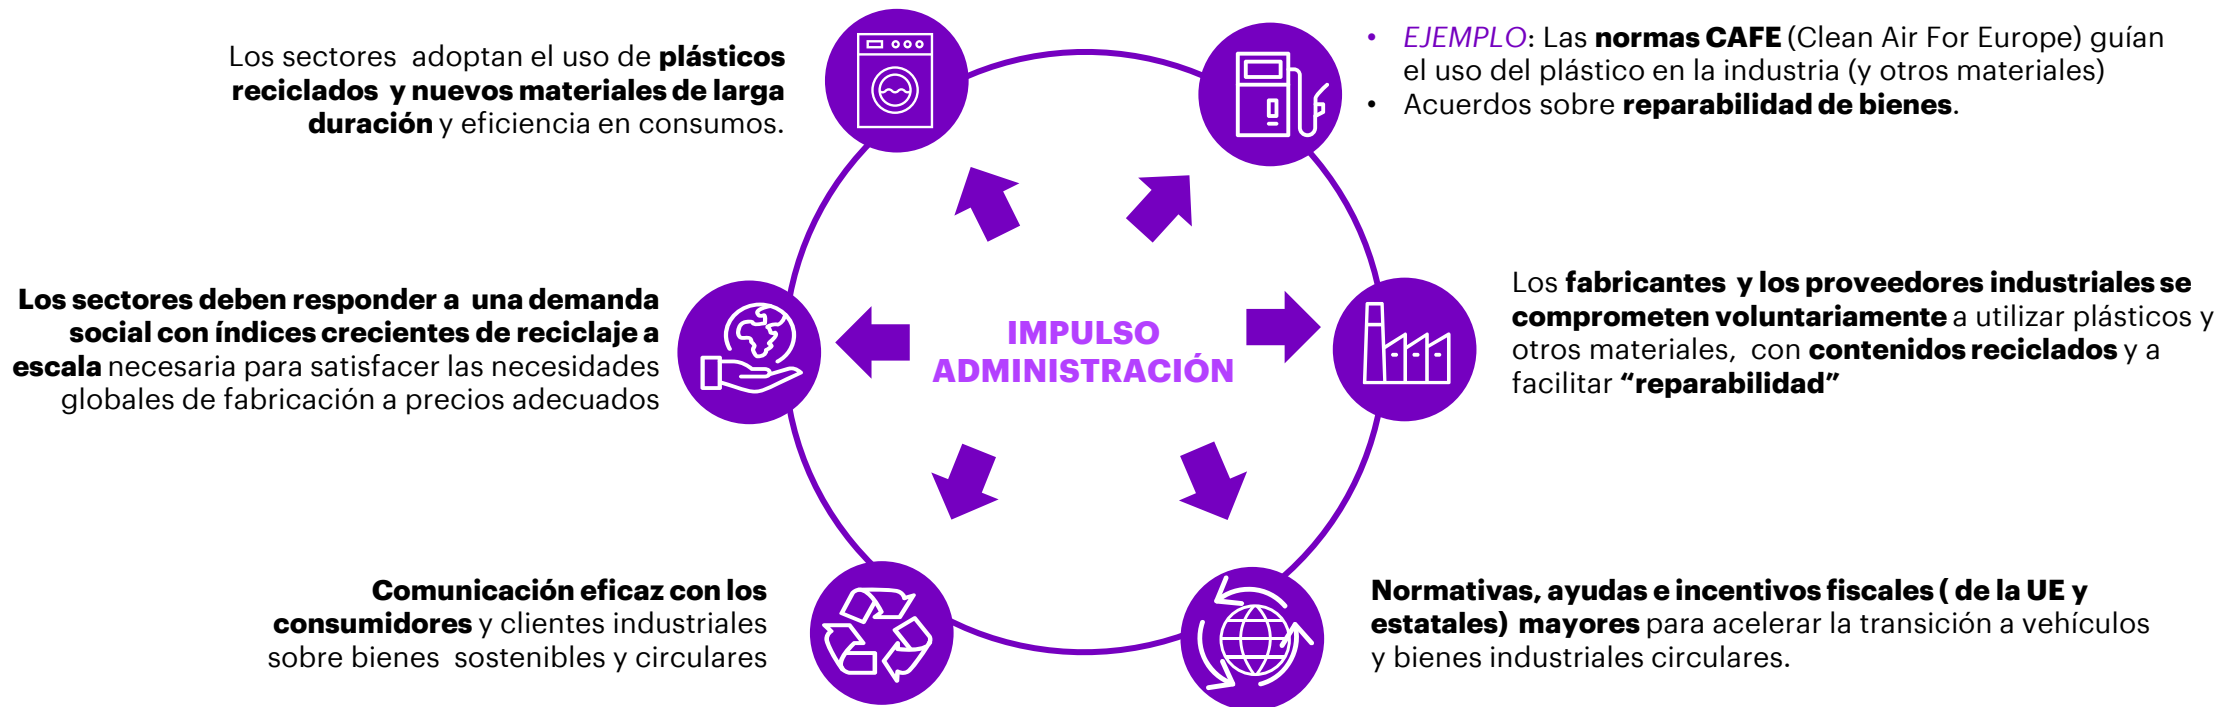 Los sectores adoptan el uso de plásticos
reciclados y nuevos materiales de larga
duración y eficiencia en consumos.
• EJEMPLO: Las normas CAFE (Clean Air For Europe) guían
el uso del plástico en la industria (y otros materiales)
• Acuerdos sobre reparabilidad de bienes.
Los sectores deben responder a una demanda
social con índices crecientes de reciclaje a
escala necesaria para satisfacer las necesidades
globales de fabricación a precios adecuados
IMPULSO
ADMINISTRACIÓN
Los fabricantes y los proveedores industriales se
comprometen voluntariamente a utilizar plásticos y
otros materiales, con contenidos reciclados y a
facilitar “reparabilidad”
Comunicación eficaz con los
consumidores y clientes industriales
sobre bienes sostenibles y circulares
Normativas, ayudas e incentivos fiscales ( de la UE y
estatales) mayores para acelerar la transición a vehículos
y bienes industriales circulares.